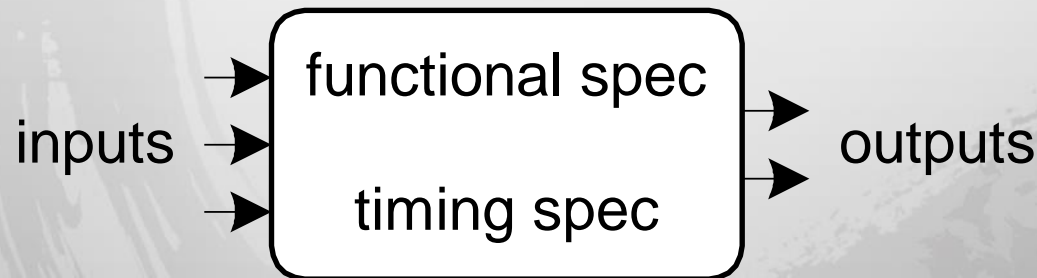 functional spec
inputs
outputs
timing spec